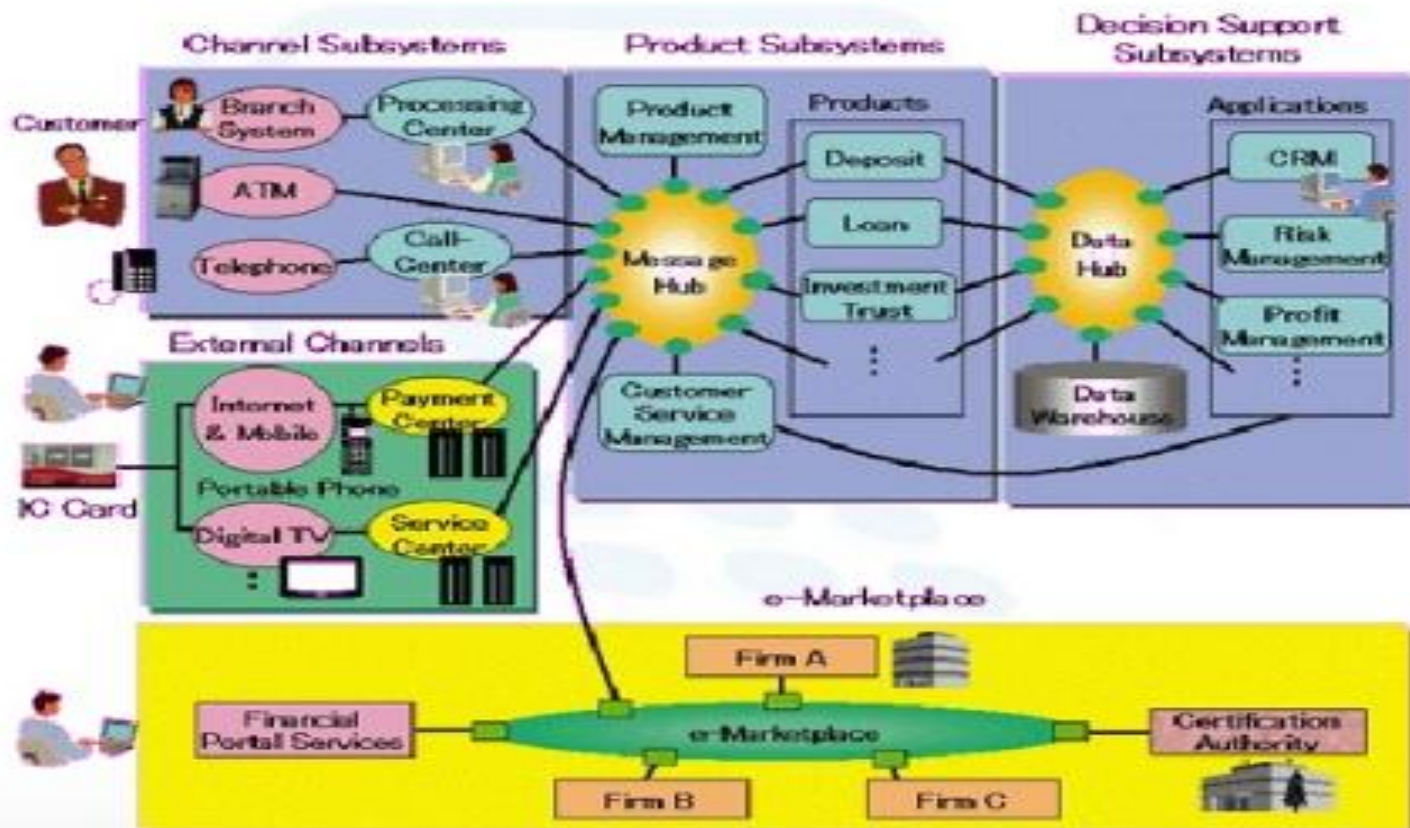 Channel Subsystems
Product Subsystems
Decision Support
Subsystems
Customer
Branch
System
Processing
Center
ATM
Telephone
Call-
Center
Product
Management
Products
Deposit
Loan
Investment
Trust
Message
Hub
Customer
Service
Management
Applications
CRM
Risk
Management
Profit
Management
Data
Hub
Data
Warehouse
External Channels
Internet
& Mobile
Payment
Center
Portable Phone
IC Card
Digital TV
Service
Center
e-Marketplace
Firm A
Financial
Portal Services
e-Marketplace
Certification
Authority
Firm B
Firm C